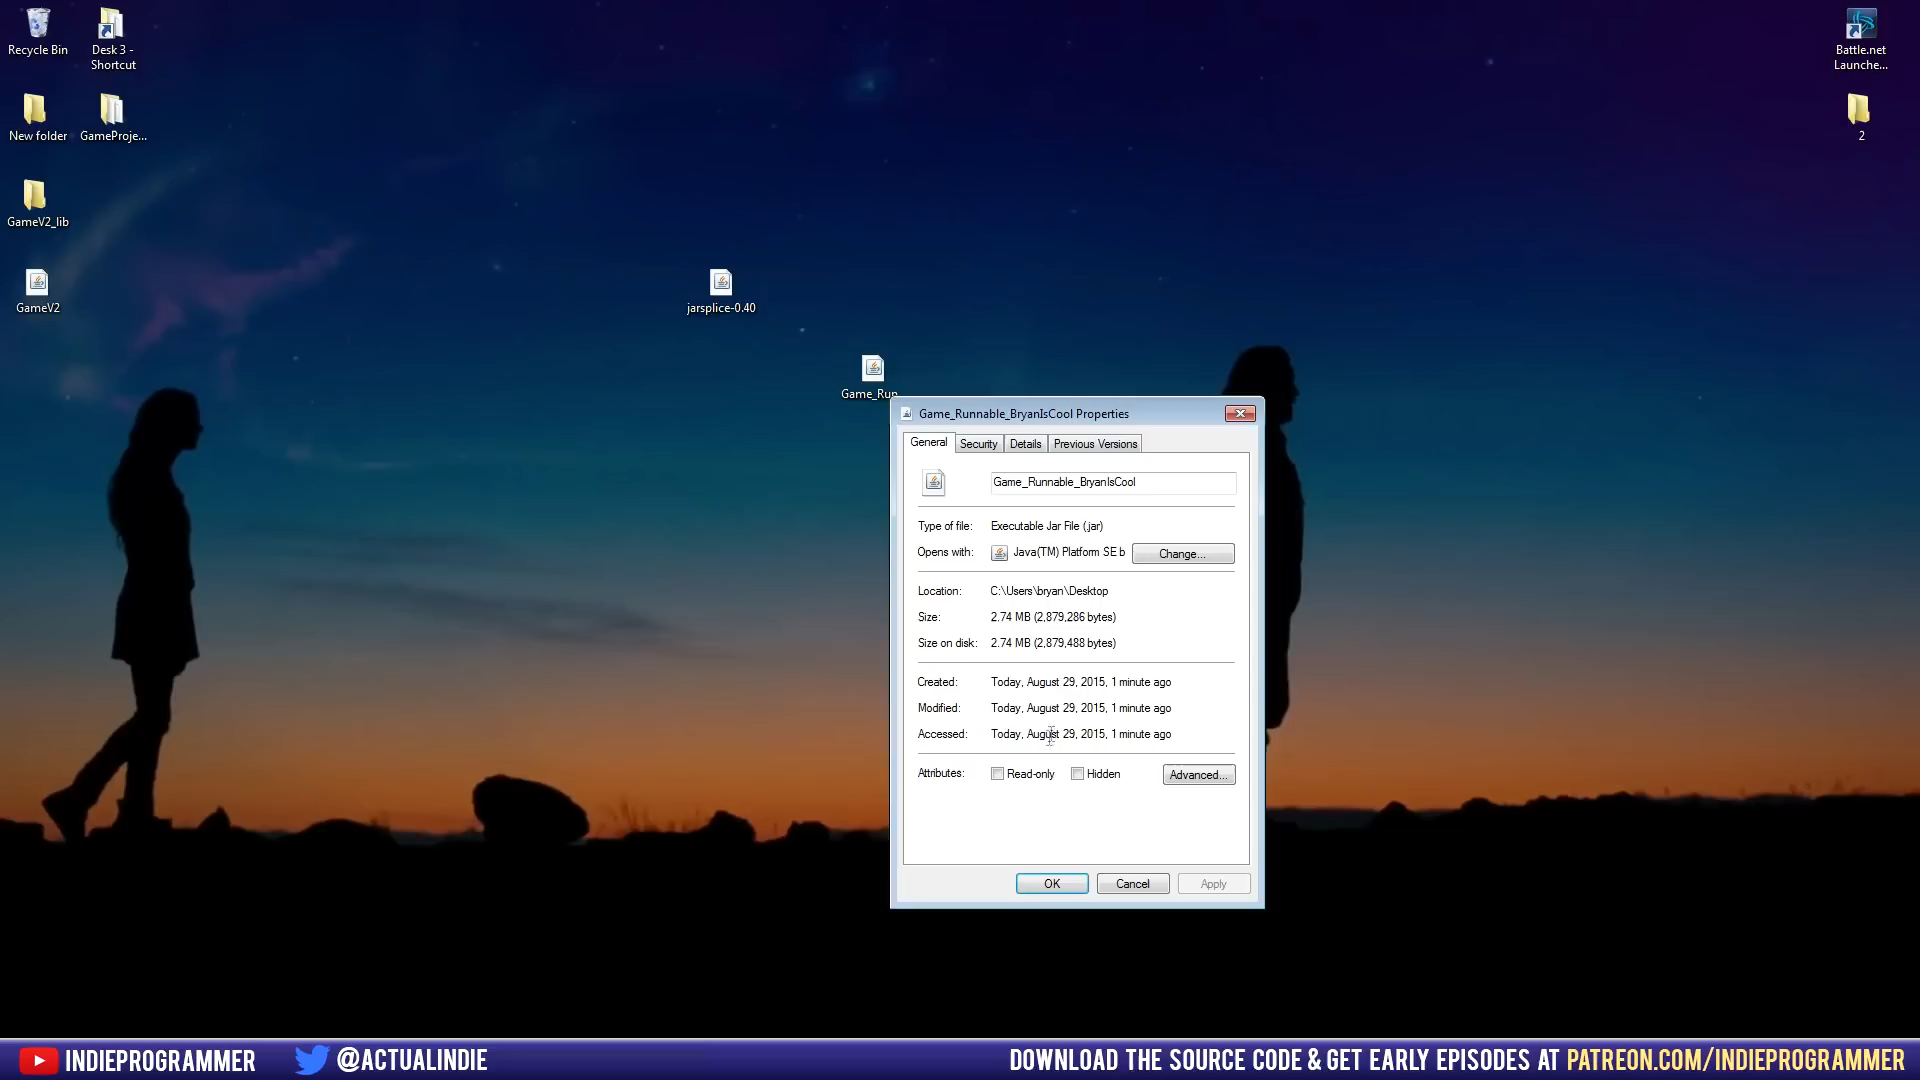 Recycle Bin
Desk 3 -
Shortcut
Battle.net
Launche...
New folder
GameProje...
2
GameV2_lib
GameV2
jarsplice-0.40
Game_Run
Game_Runnable_BryanIsCool Properties
General
Security
Details
Previous Versions
Game_Runnable_BryanIsCool
Type of file:
Executable Jar File (.jar)
Opens with:
Java(TM) Platform SE b
Change...
Location:
C:\Users\bryan\Desktop
Size:
2.74 MB (2,879,286 bytes)
Size on disk:
2.74 MB (2,879,488 bytes)
Created:
Today, August 29, 2015, 1 minute ago
Modified:
Today, August 29, 2015, 1 minute ago
Accessed:
Today, August 29, 2015, 1 minute ago
Attributes:
Read-only
Hidden
Advanced...
OK
Cancel
Apply
INDIEPROGRAMMER
@ACTUALINDIE
DOWNLOAD THE SOURCE CODE & GET EARLY EPISODES AT PATREON.COM/INDIEPROGRAMMER